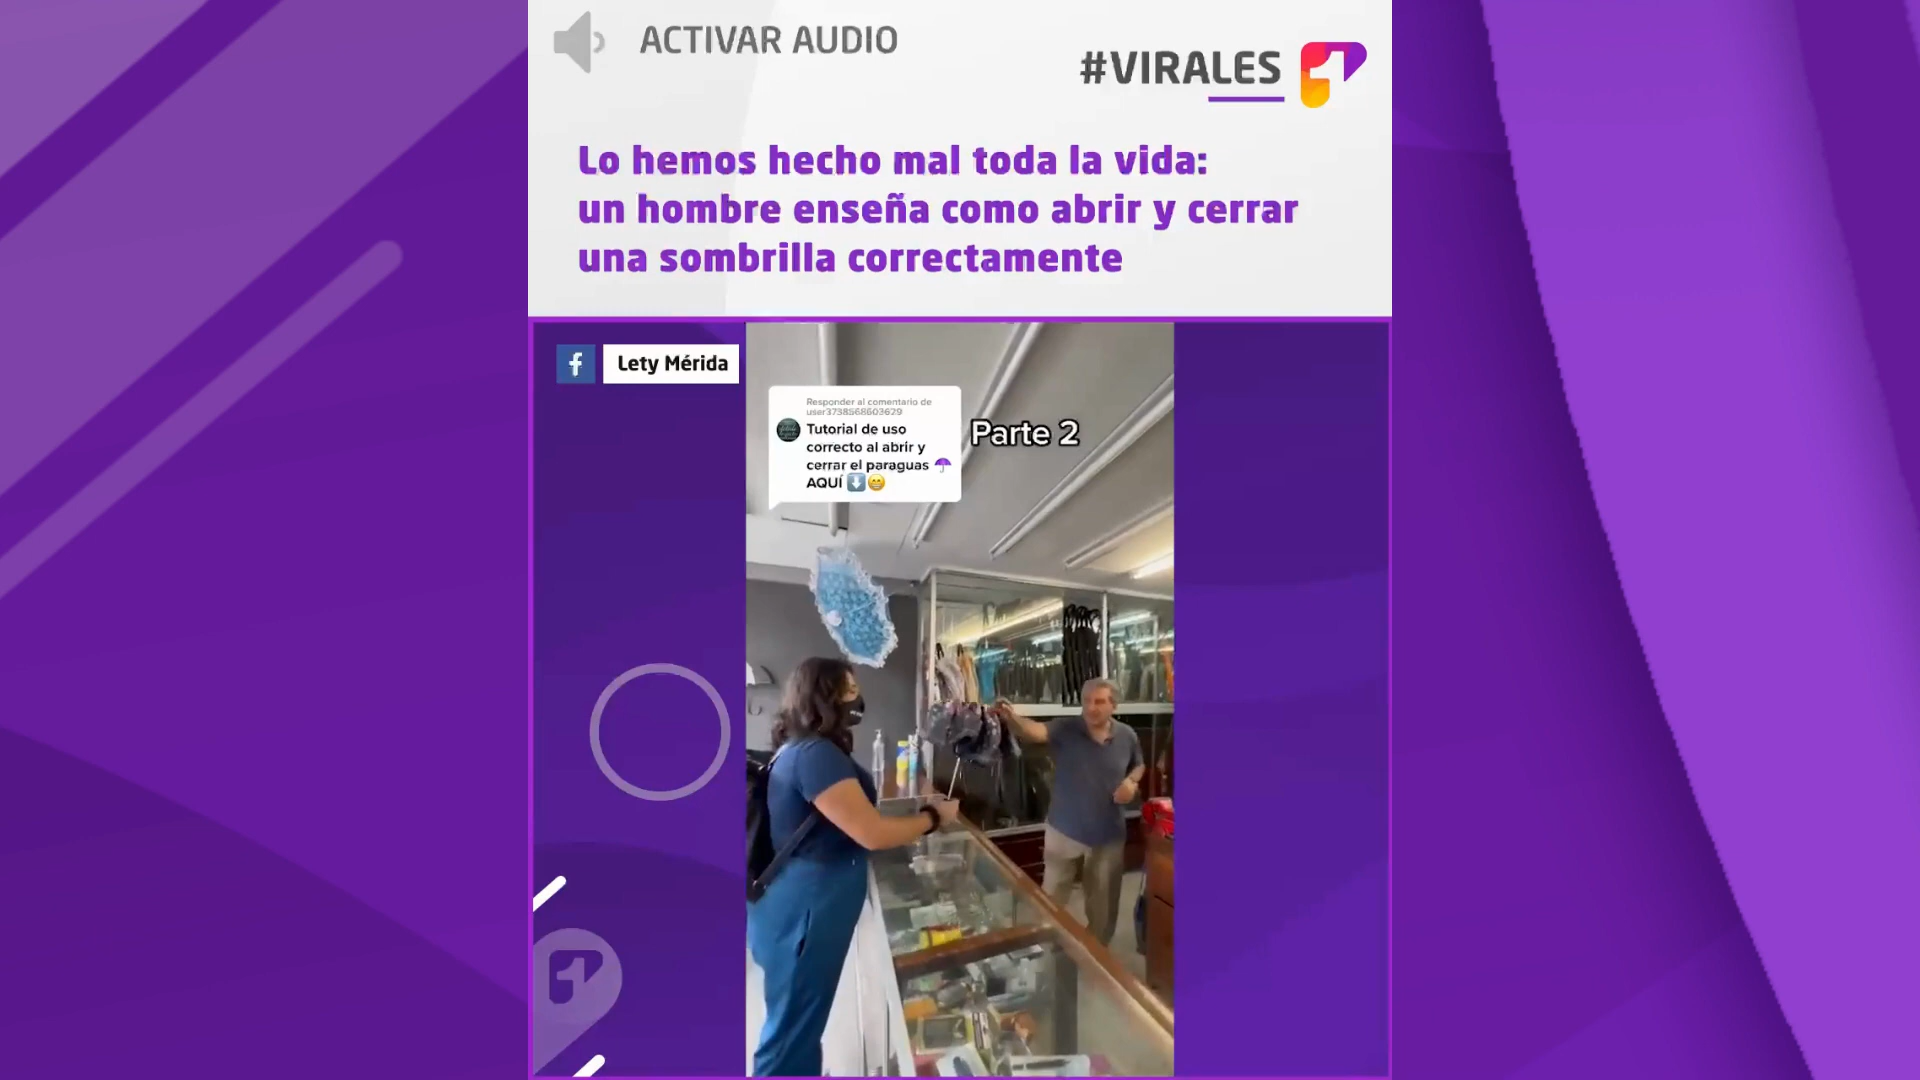 ACTIVAR AUDIO
#VIRALES
Lo hemos hecho mal toda la vida:
un hombre enseña como abrir y cerrar
una sombrilla correctamente
Lety Mérida
Responder al comentario de
user3738568603629
Tutorial de uso
correcto al abrir y
cerrar el paraguas
AQUÍ
Parte 2